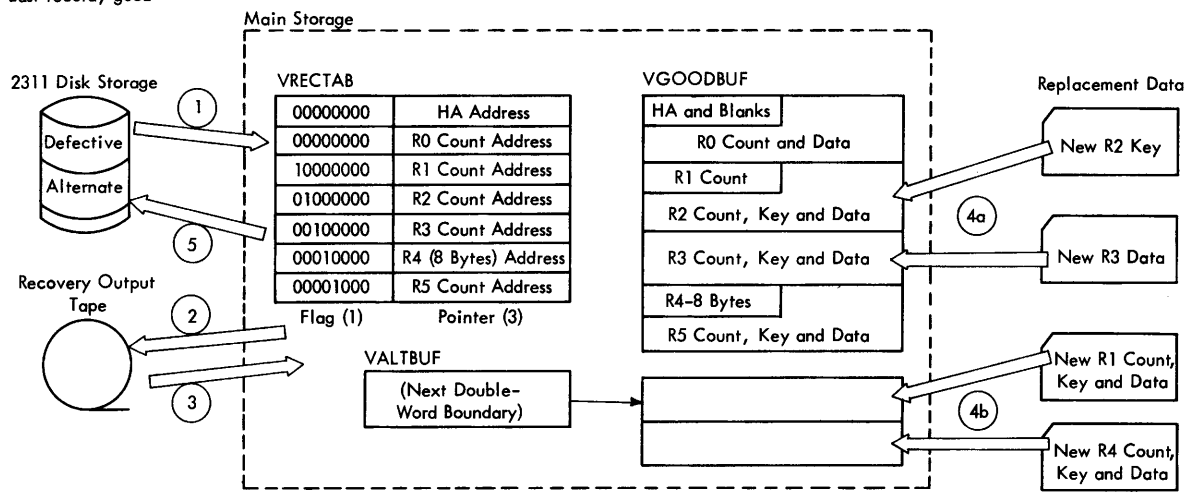 Main Storage
2311 Disk Storage
Defective
Alternate
1
5
Recovery Output
Tape
2
3
VRECTAB
00000000 HA Address
00000000 R0 Count Address
10000000 R1 Count Address
01000000 R2 Count Address
00100000 R3 Count Address
00010000 R4 (8 Bytes) Address
00001000 R5 Count Address
Flag (1) Pointer (3)
VALTBUF
(Next Double-
Word Boundary)
VGOODBUF
HA and Blanks
R0 Count and Data
R1 Count
R2 Count, Key and Data
R3 Count, Key and Data
R4-8 Bytes
R5 Count, Key and Data
4a
4b
Replacement Data
New R2 Key
New R3 Data
New R1 Count,
Key and Data
New R4 Count,
Key and Data